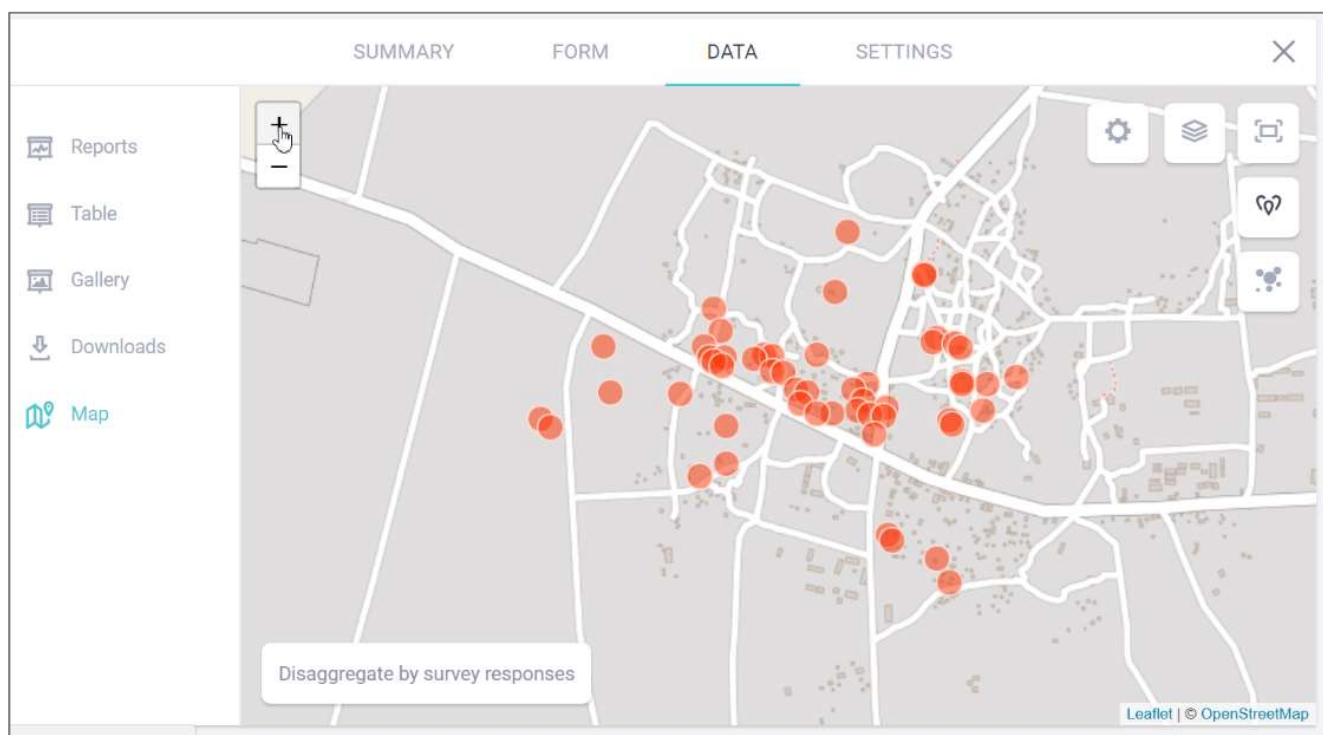 SUMMARY FORM DATA SETTINGS
Reports
Table
Gallery
Downloads
Map
+
−
Disaggregate by survey responses
Leaflet | © OpenStreetMap